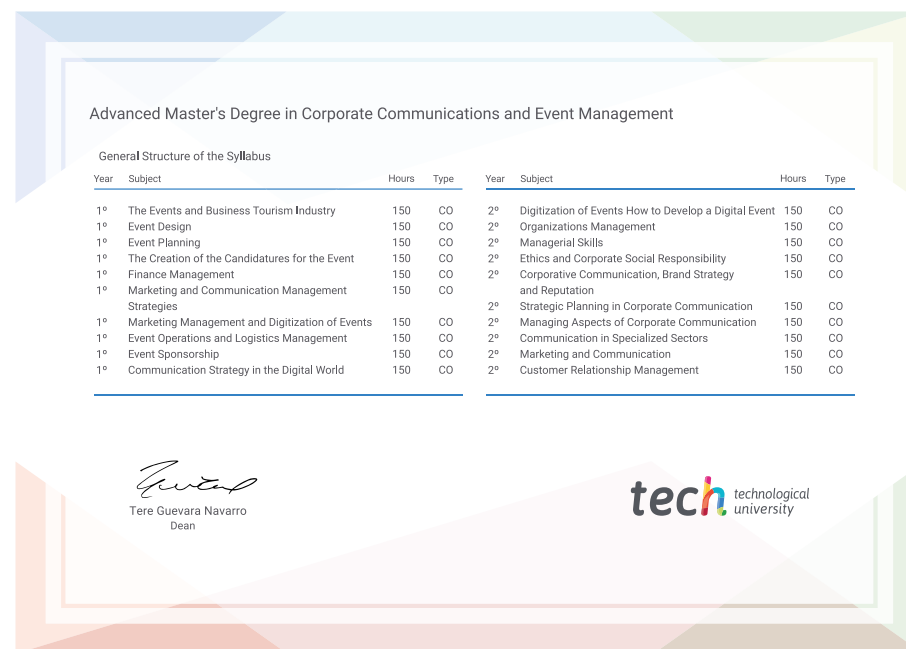 Advanced Master's Degree in Corporate Communications and Event Management
General Structure of the Syllabus
Year Subject Hours Type
1º The Events and Business Tourism Industry 150 CO
1º Event Design 150 CO
1º Event Planning 150 CO
1º The Creation of the Candidatures for the Event 150 CO
1º Finance Management 150 CO
1º Marketing and Communication Management 150 CO
Strategies
1º Marketing Management and Digitization of Events 150 CO
1º Event Operations and Logistics Management 150 CO
1º Event Sponsorship 150 CO
1º Communication Strategy in the Digital World 150 CO
Year Subject Hours Type
2º Digitization of Events How to Develop a Digital Event 150 CO
2º Organizations Management 150 CO
2º Managerial Skills 150 CO
2º Ethics and Corporate Social Responsibility 150 CO
2º Corporative Communication, Brand Strategy 150 CO
and Reputation
2º Strategic Planning in Corporate Communication 150 CO
2º Managing Aspects of Corporate Communication 150 CO
2º Communication in Specialized Sectors 150 CO
2º Marketing and Communication 150 CO
2º Customer Relationship Management 150 CO
Tere Guevara Navarro
Dean
tech technological
university